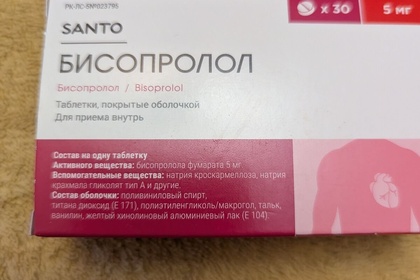 РК-ЛС-5№023795
SANTO
x 30
5 мг
БИСОПРОЛОЛ
Бисопролол / Bisoprolol
Таблетки, покрытые оболочкой
Для приема внутрь
Состав на одну таблетку
Активного вещества: бисопролола фумарата 5 мг
Вспомогательные вещества: натрия кроскармеллоза, натрия
крахмала гликолят тип А и другие.
Состав оболочки: поливиниловый спирт,
титана диоксид (Е 171), полиэтиленгликоль/макрогол, тальк,
ванилин, желтый хинолиновый алюминиевый лак (Е 104).